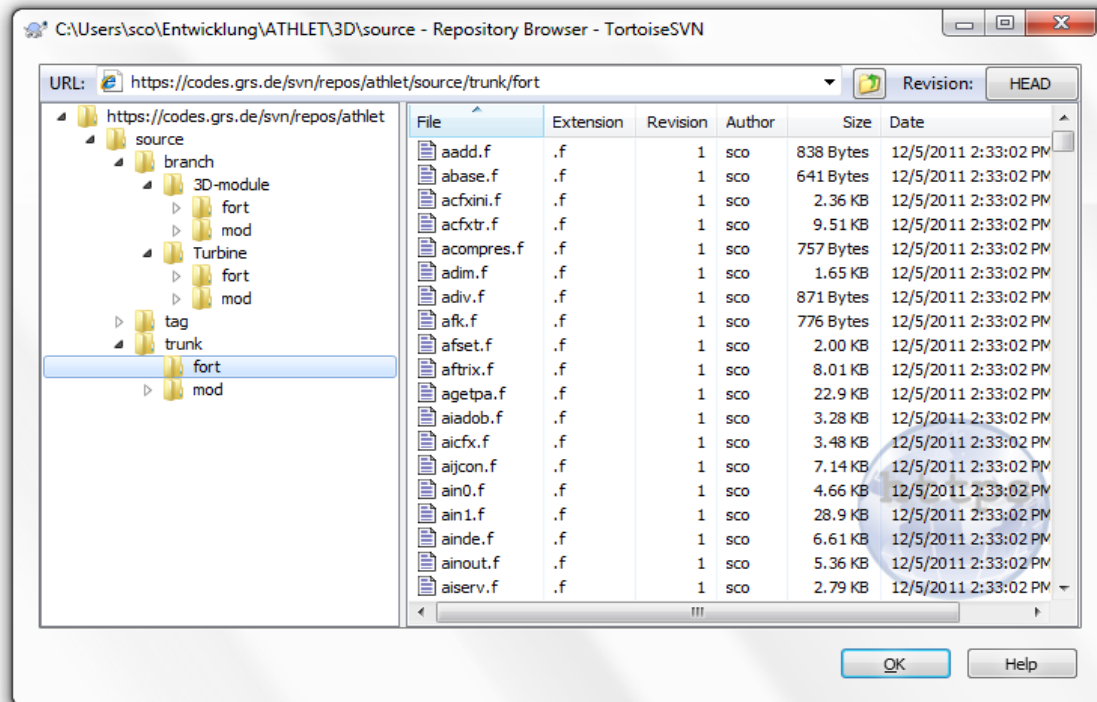 C:\Users\sco\Entwicklung\ATHLET\3D\source - Repository Browser - TortoiseSVN
URL: https://codes.grs.de/svn/repos/athlet/source/trunk/fort Revision: HEAD
https://codes.grs.de/svn/repos/athlet
source
branch
3D-module
fort
mod
Turbine
fort
mod
tag
trunk
fort
mod
File Extension Revision Author Size Date
aadd.f .f 1 sco 838 Bytes 12/5/2011 2:33:02 PM
abase.f .f 1 sco 641 Bytes 12/5/2011 2:33:02 PM
acfxini.f .f 1 sco 2.36 KB 12/5/2011 2:33:02 PM
acfxtr.f .f 1 sco 9.51 KB 12/5/2011 2:33:02 PM
acompres.f .f 1 sco 757 Bytes 12/5/2011 2:33:02 PM
adim.f .f 1 sco 1.65 KB 12/5/2011 2:33:02 PM
adiv.f .f 1 sco 871 Bytes 12/5/2011 2:33:02 PM
afk.f .f 1 sco 776 Bytes 12/5/2011 2:33:02 PM
afset.f .f 1 sco 2.00 KB 12/5/2011 2:33:02 PM
aftrix.f .f 1 sco 8.01 KB 12/5/2011 2:33:02 PM
agetpa.f .f 1 sco 22.9 KB 12/5/2011 2:33:02 PM
aiadob.f .f 1 sco 3.28 KB 12/5/2011 2:33:02 PM
aicfx.f .f 1 sco 3.48 KB 12/5/2011 2:33:02 PM
aijcon.f .f 1 sco 7.14 KB 12/5/2011 2:33:02 PM
ain0.f .f 1 sco 4.66 KB 12/5/2011 2:33:02 PM
ain1.f .f 1 sco 28.9 KB 12/5/2011 2:33:02 PM
ainde.f .f 1 sco 6.61 KB 12/5/2011 2:33:02 PM
ainout.f .f 1 sco 5.36 KB 12/5/2011 2:33:02 PM
aiserv.f .f 1 sco 2.79 KB 12/5/2011 2:33:02 PM
https
OK Help